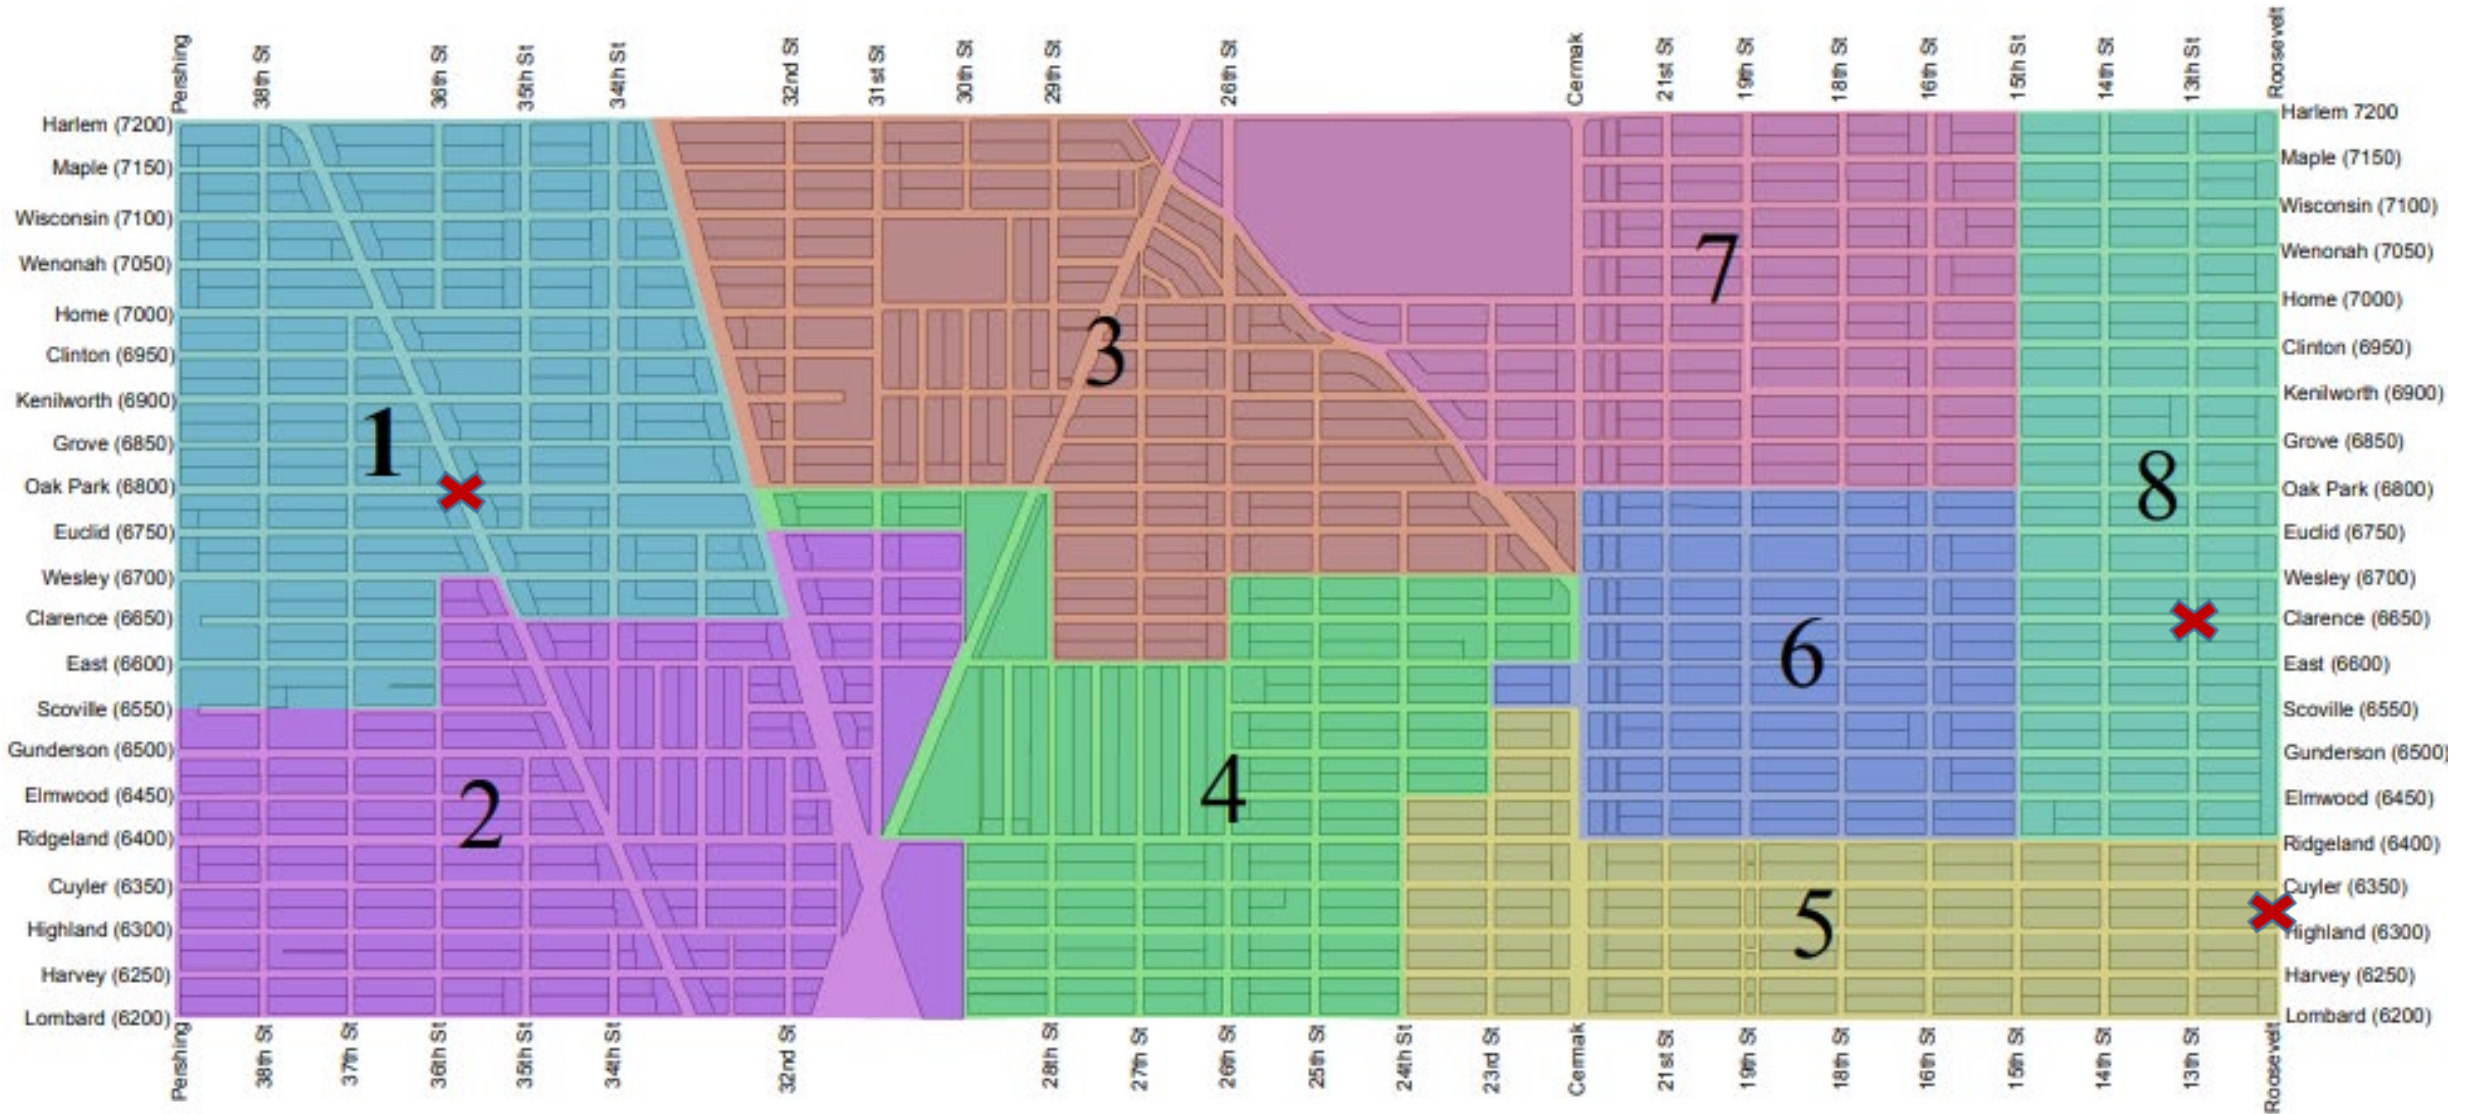 Pershing
38th St
36th St
35th St
34th St
32nd St
31st St
30th St
29th St
26th St
Cermak
21st St
19th St
18th St
16th St
15th St
14th St
13th St
Roosevelt
Harlem (7200)
Maple (7150)
Wisconsin (7100)
Wenonah (7050)
Home (7000)
Clinton (6950)
Kenilworth (6900)
Grove (6850)
Oak Park (6800)
Euclid (6750)
Wesley (6700)
Clarence (6650)
East (6600)
Scoville (6550)
Gunderson (6500)
Elmwood (6450)
Ridgeland (6400)
Cuyler (6350)
Highland (6300)
Harvey (6250)
Lombard (6200)
1
2
3
4
5
6
7
8
Harlem 7200
Maple (7150)
Wisconsin (7100)
Wenonah (7050)
Home (7000)
Clinton (6950)
Kenilworth (6900)
Grove (6850)
Oak Park (6800)
Euclid (6750)
Wesley (6700)
Clarence (6650)
East (6600)
Scoville (6550)
Gunderson (6500)
Elmwood (6450)
Ridgeland (6400)
Cuyler (6350)
Highland (6300)
Harvey (6250)
Lombard (6200)
Pershing
38th St
37th St
36th St
35th St
34th St
32nd St
28th St
27th St
26th St
25th St
24th St
23rd St
Cermak
21st St
19th St
18th St
16th St
15th St
14th St
13th St
Roosevelt